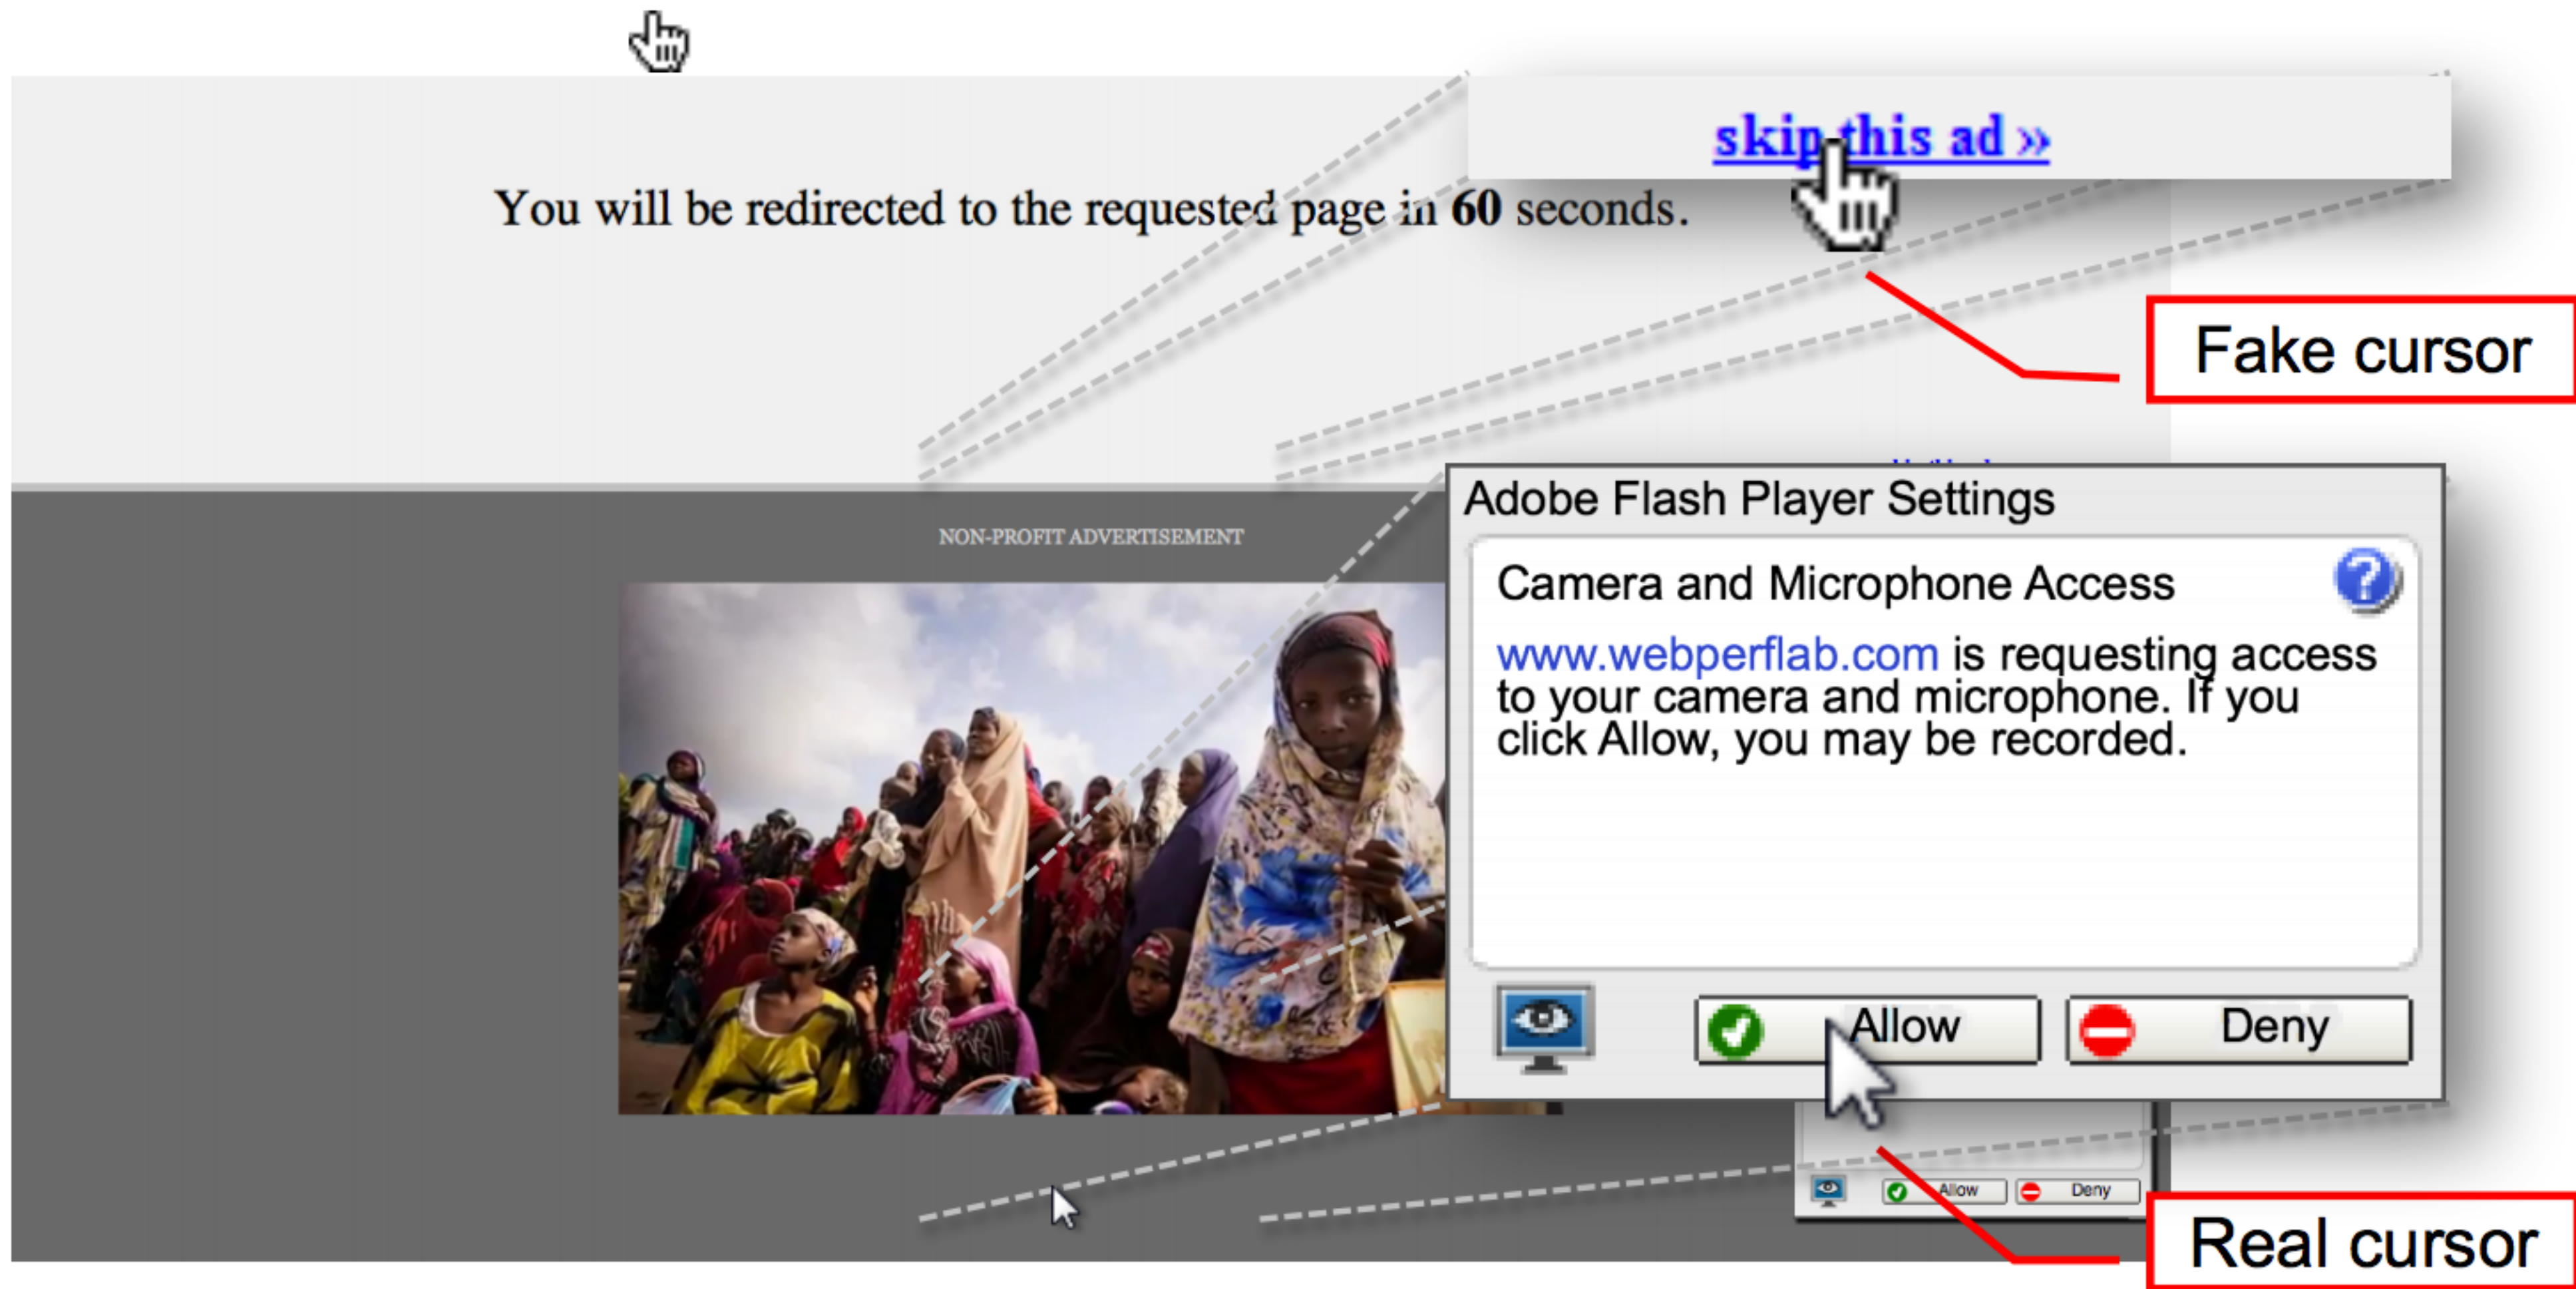 skip this ad »
You will be redirected to the requested page in 60 seconds.
Fake cursor
NON-PROFIT ADVERTISEMENT
Adobe Flash Player Settings
Camera and Microphone Access
www.webperflab.com is requesting access
to your camera and microphone. If you
click Allow, you may be recorded.
Allow
Deny
Allow
Deny
Real cursor